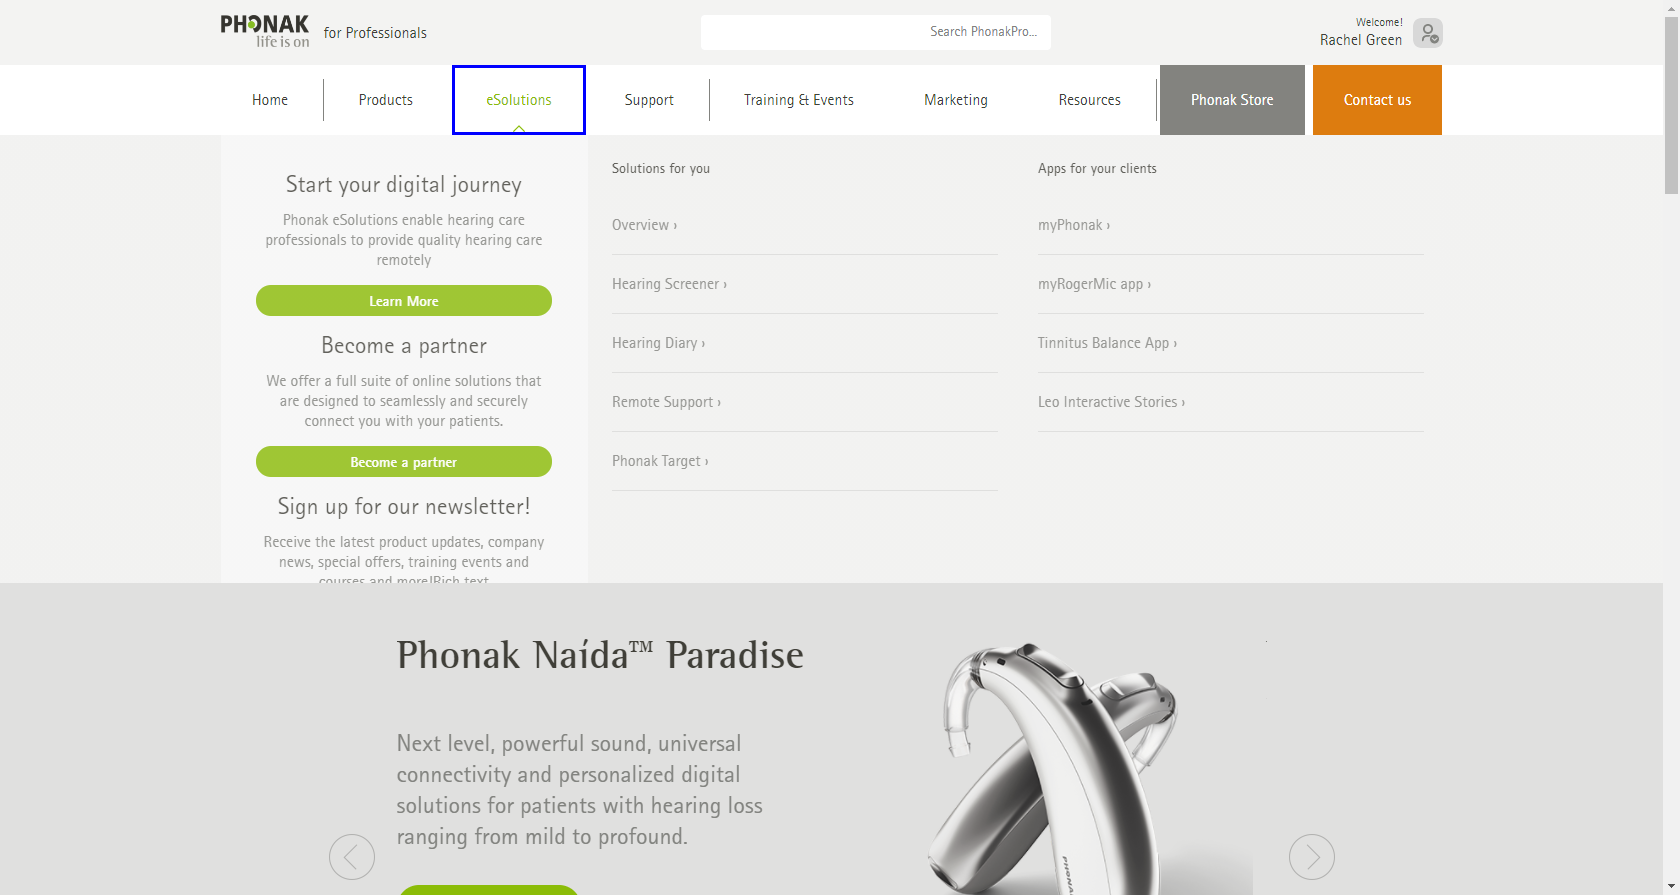 PHONAK
life is on
for Professionals
Search PhonakPro...
Welcome!
Rachel Green
Home
Products
eSolutions
Support
Training & Events
Marketing
Resources
Phonak Store
Contact us
Start your digital journey
Phonak eSolutions enable hearing care
professionals to provide quality hearing care
remotely
Learn More
Become a partner
We offer a full suite of online solutions that
are designed to seamlessly and securely
connect you with your patients.
Become a partner
Sign up for our newsletter!
Receive the latest product updates, company
news, special offers, training events and
courses and more!Rich text
Solutions for you
Overview ›
Hearing Screener ›
Hearing Diary ›
Remote Support ›
Phonak Target ›
Apps for your clients
myPhonak ›
myRogerMic app ›
Tinnitus Balance App ›
Leo Interactive Stories ›
Phonak Naída™ Paradise
Next level, powerful sound, universal
connectivity and personalized digital
solutions for patients with hearing loss
ranging from mild to profound.
PHONAK